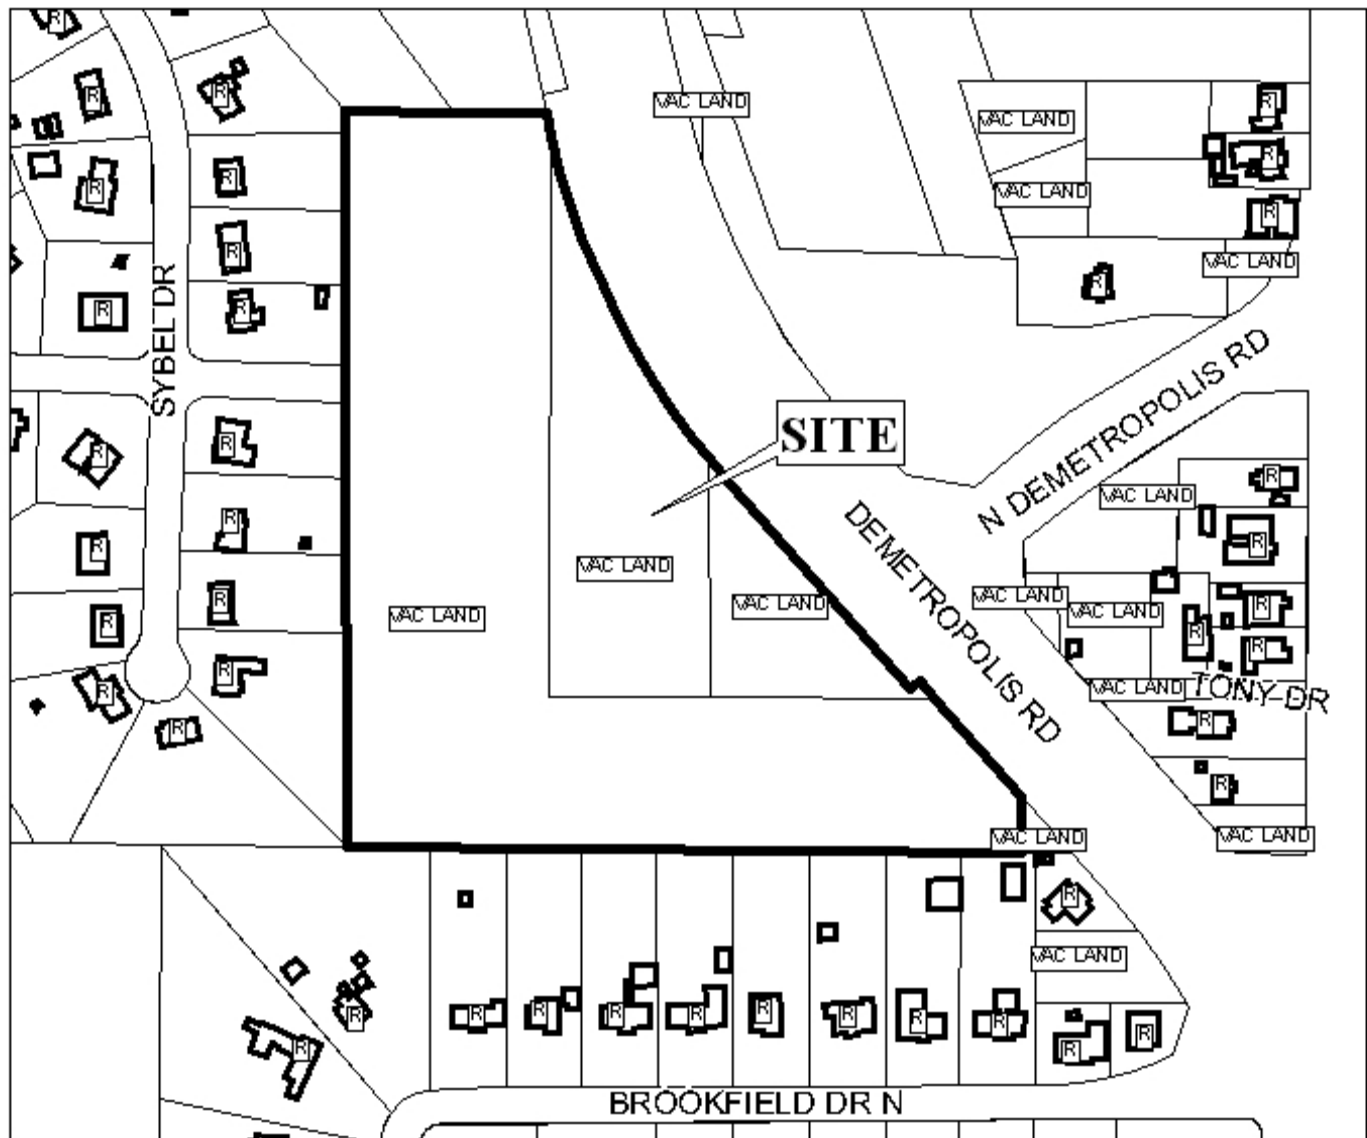 R
VAC LAND
R
R
R
VAC LAND
R
R
R
VAC LAND
R
R
R
VAC LAND
R
R
R
SYBEL DR
N DEMETROPOLIS RD
SITE
R
R
R
VAC LAND
DEMETROPOLIS RD
R
R
R
VAC LAND
VAC LAND
VAC LAND
VAC LAND
VAC LAND
R
R
R
R
R
R
R
VAC LAND
TONY DR
R
R
R
VAC LAND
VAC LAND
R
VAC LAND
R
R
R
R
R
R
R
R
R
R
R
R
BROOKFIELD DR N